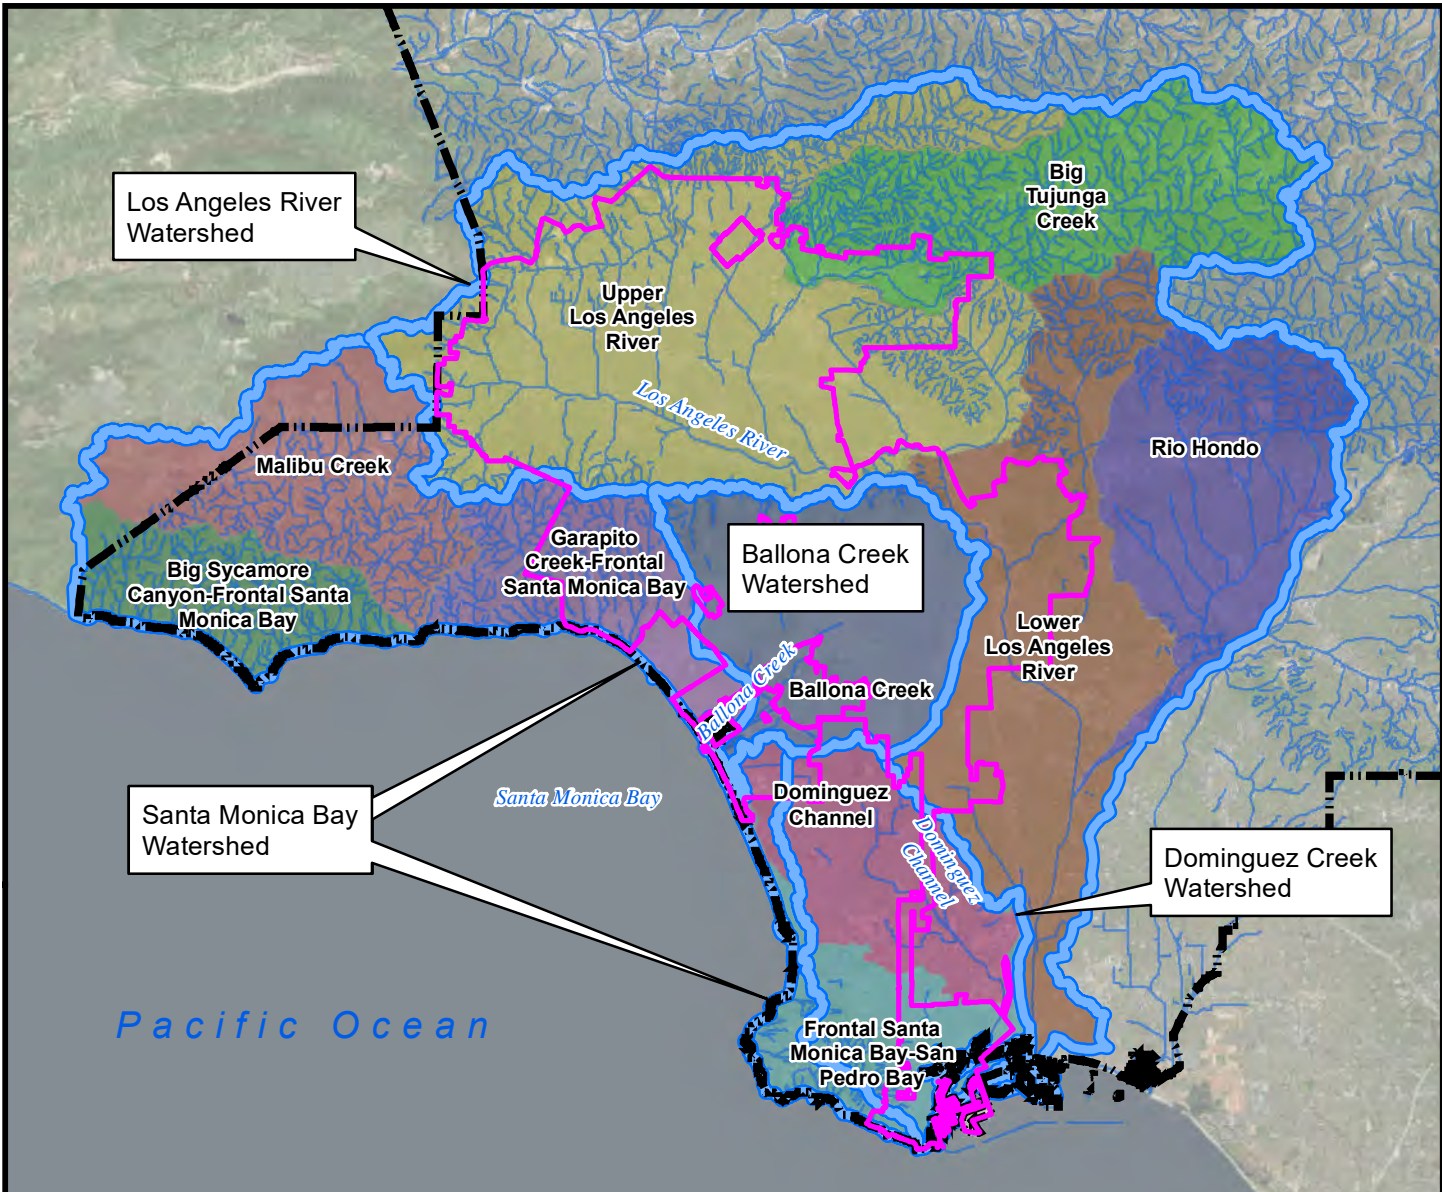 Big
Tujunga
Creek
Los Angeles River
Watershed
Upper
Los Angeles
River
Los Angeles River
Rio Hondo
Malibu Creek
Garapito
Creek-Frontal
Santa Monica Bay
Ballona Creek
Watershed
Big Sycamore
Canyon-Frontal Santa
Monica Bay
Lower
Los Angeles
River
Ballona Creek
Ballona Creek
Santa Monica Bay
Dominguez
Channel
Santa Monica Bay
Watershed
Dominguez
Channel
Dominguez Creek
Watershed
Pacific Ocean
Frontal Santa
Monica Bay-San
Pedro Bay